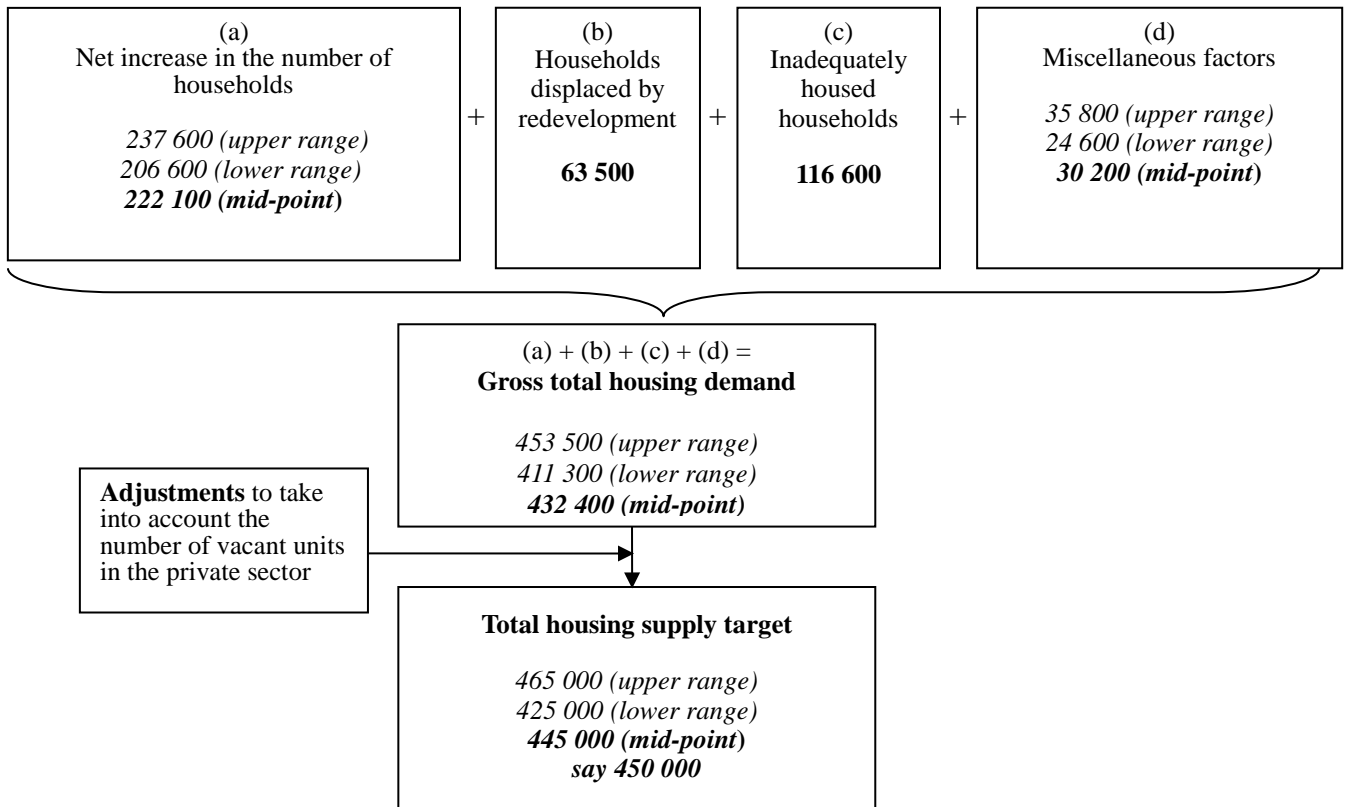 (a)
Net increase in the number of
households
237 600 (upper range)
206 600 (lower range)
222 100 (mid-point)
+
(b)
Households
displaced by
redevelopment
63 500
+
(c)
Inadequately
housed
households
116 600
+
(d)
Miscellaneous factors
35 800 (upper range)
24 600 (lower range)
30 200 (mid-point)
(a) + (b) + (c) + (d) =
Gross total housing demand
453 500 (upper range)
411 300 (lower range)
432 400 (mid-point)
Adjustments to take
into account the
number of vacant units
in the private sector
Total housing supply target
465 000 (upper range)
425 000 (lower range)
445 000 (mid-point)
say 450 000